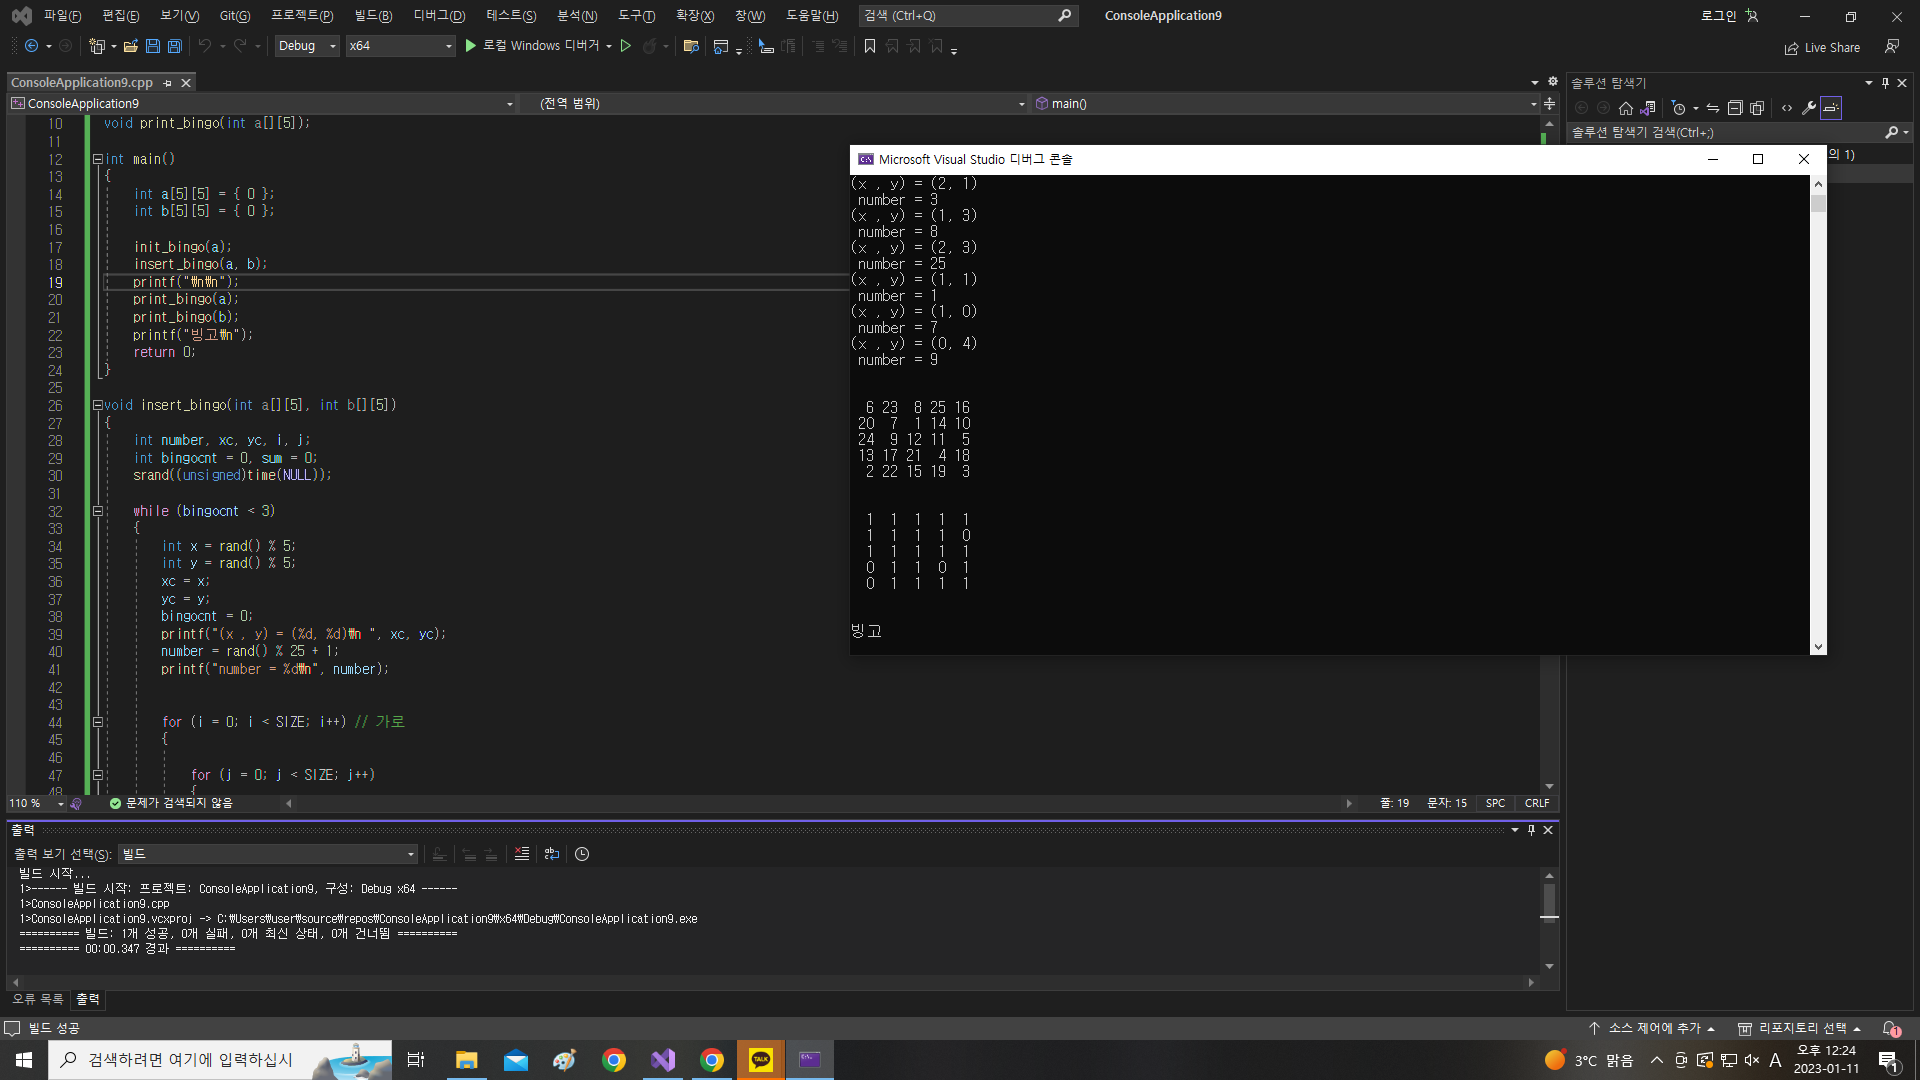 파일(F) 편집(E) 보기(V) Git(G) 프로젝트(P) 빌드(B) 디버그(D) 테스트(S) 분석(N) 도구(T) 확장(X) 창(W) 도움말(H) 검색 (Ctrl+Q) ConsoleApplication9 로그인
Debug x64 로컬 Windows 디버거 Live Share
ConsoleApplication9.cpp
ConsoleApplication9 (전역 범위) main()
10 void print_bingo(int a[][5]);
11
12 int main()
13 {
14 int a[5][5] = { 0 };
15 int b[5][5] = { 0 };
16
17 init_bingo(a);
18 insert_bingo(a, b);
19 printf("₩n₩n");
20 print_bingo(a);
21 print_bingo(b);
22 printf("빙고₩n");
23 return 0;
24 }
25
26 void insert_bingo(int a[][5], int b[][5])
27 {
28 int number, xc, yc, i, j;
29 int bingocnt = 0, sum = 0;
30 srand((unsigned)time(NULL));
31
32 while (bingocnt < 3)
33 {
34 int x = rand() % 5;
35 int y = rand() % 5;
36 xc = x;
37 yc = y;
38 bingocnt = 0;
39 printf("(x , y) = (%d, %d)₩n ", xc, yc);
40 number = rand() % 25 + 1;
41 printf("number = %d₩n", number);
42
43
44 for (i = 0; i < SIZE; i++) // 가로
45 {
46
47 for (j = 0; j < SIZE; j++)
48 {
110 % 문제가 검색되지 않음 줄: 19 문자: 15 SPC CRLF
Microsoft Visual Studio 디버그 콘솔
(x , y) = (2, 1)
number = 3
(x , y) = (1, 3)
number = 8
(x , y) = (2, 3)
number = 25
(x , y) = (1, 1)
number = 1
(x , y) = (1, 0)
number = 7
(x , y) = (0, 4)
number = 9
6 23 8 25 16
20 7 1 14 10
24 9 12 11 5
13 17 21 4 18
2 22 15 19 3
1 1 1 1 1
1 1 1 1 0
1 1 1 1 1
0 1 1 0 1
0 1 1 1 1
빙고
솔루션 탐색기
솔루션 탐색기 검색(Ctrl+;)
의 1)
출력
출력 보기 선택(S): 빌드
빌드 시작...
1>------ 빌드 시작: 프로젝트: ConsoleApplication9, 구성: Debug x64 ------
1>ConsoleApplication9.cpp
1>ConsoleApplication9.vcxproj -> C:₩Users₩user₩source₩repos₩ConsoleApplication9₩x64₩Debug₩ConsoleApplication9.exe
========== 빌드: 1개 성공, 0개 실패, 0개 최신 상태, 0개 건너뜀 ==========
========== 00:00.347 경과 ==========
오류 목록 출력
빌드 성공 소스 제어에 추가 리포지토리 선택 1
검색하려면 여기에 입력하십시 TALK 3°C 맑음 A 오후 12:24 1
2023-01-11